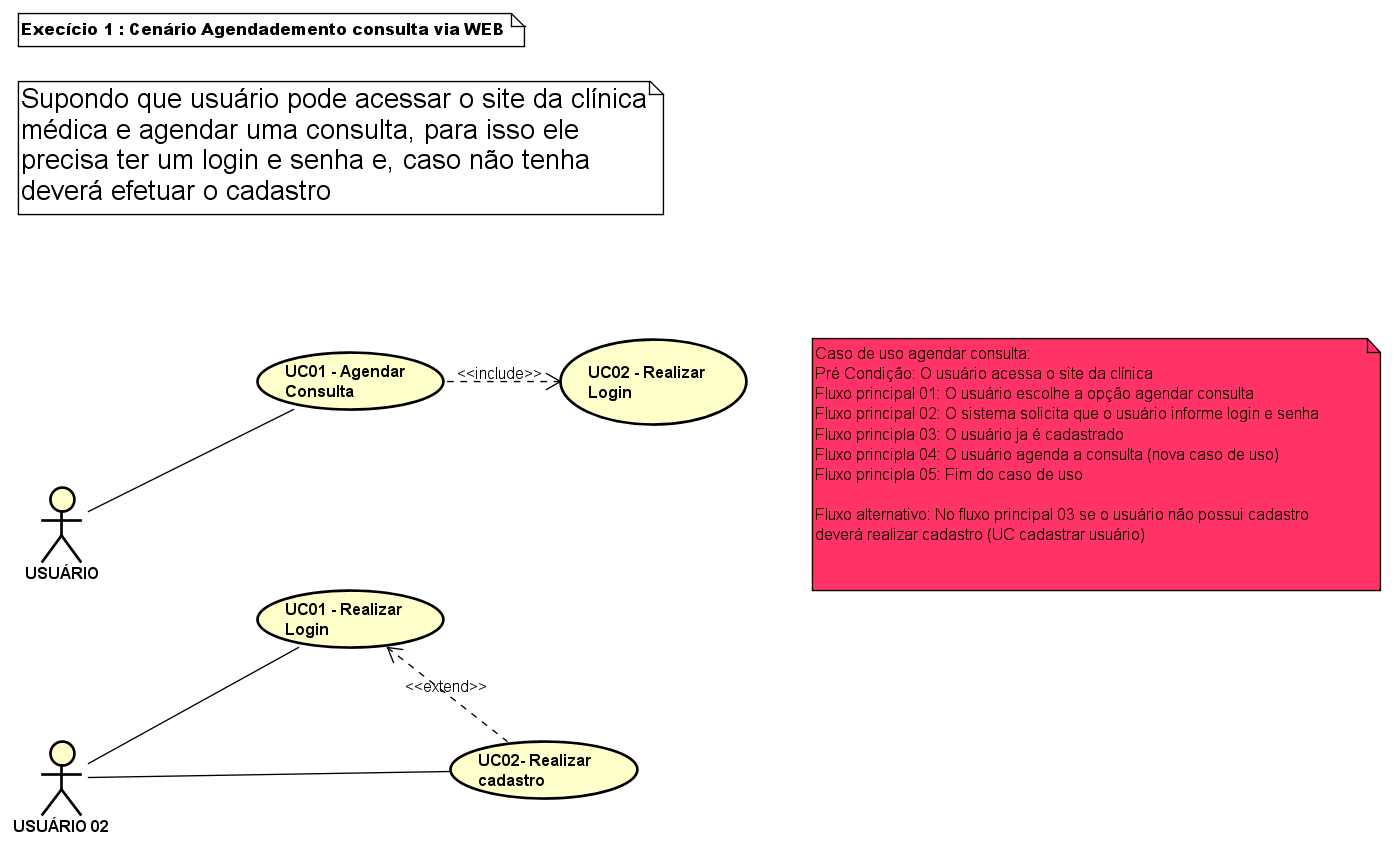 Execício 1 : Cenário Agendademento consulta via WEB
Supondo que usuário pode acessar o site da clínica
médica e agendar uma consulta, para isso ele
precisa ter um login e senha e, caso não tenha
deverá efetuar o cadastro
UC01 - Agendar
Consulta
<<include>>
UC02 - Realizar
Login
Caso de uso agendar consulta:
Pré Condição: O usuário acessa o site da clínica
Fluxo principal 01: O usuário escolhe a opção agendar consulta
Fluxo principal 02: O sistema solicita que o usuário informe login e senha
Fluxo principla 03: O usuário ja é cadastrado
Fluxo principla 04: O usuário agenda a consulta (nova caso de uso)
Fluxo principla 05: Fim do caso de uso
Fluxo alternativo: No fluxo principal 03 se o usuário não possui cadastro
deverá realizar cadastro (UC cadastrar usuário)
USUÁRIO
UC01 - Realizar
Login
<<extend>>
UC02- Realizar
cadastro
USUÁRIO 02